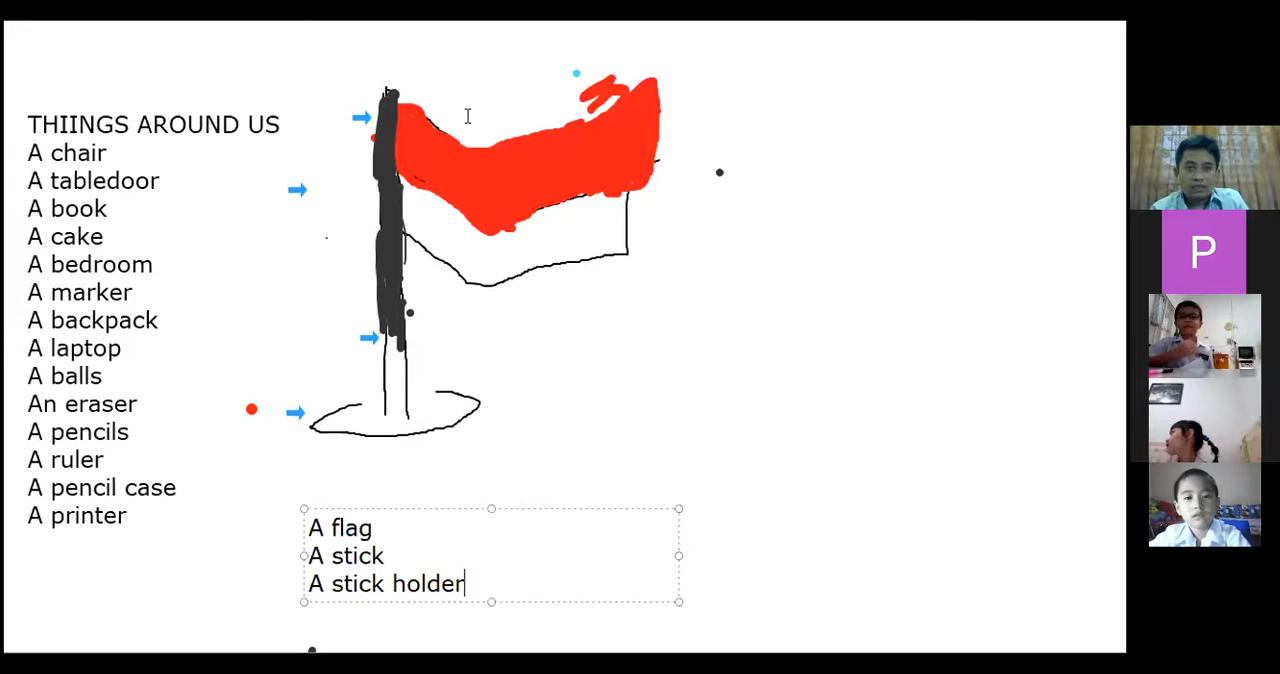 THIINGS AROUND US
A chair
A tabledoor
A book
A cake
A bedroom
A marker
A backpack
A laptop
A balls
An eraser
A pencils
A ruler
A pencil case
A printer
A flag
A stick
A stick holder
P